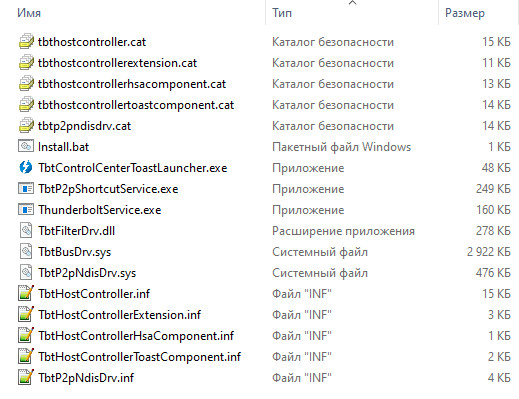 Имя Тип Размер
tbthostcontroller.cat Каталог безопасности 15 КБ
tbthostcontrollerextension.cat Каталог безопасности 11 КБ
tbthostcontrollerhsacomponent.cat Каталог безопасности 13 КБ
tbthostcontrollertoastcomponent.cat Каталог безопасности 14 КБ
tbtp2pndisdrv.cat Каталог безопасности 14 КБ
Install.bat Пакетный файл Windows 1 КБ
TbtControlCenterToastLauncher.exe Приложение 48 КБ
TbtP2pShortcutService.exe Приложение 249 КБ
ThunderboltService.exe Приложение 160 КБ
TbtFilterDrv.dll Расширение приложения 278 КБ
TbtBusDrv.sys Системный файл 2 922 КБ
TbtP2pNdisDrv.sys Системный файл 476 КБ
TbtHostController.inf Файл "INF" 15 КБ
TbtHostControllerExtension.inf Файл "INF" 3 КБ
TbtHostControllerHsaComponent.inf Файл "INF" 1 КБ
TbtHostControllerToastComponent.inf Файл "INF" 2 КБ
TbtP2pNdisDrv.inf Файл "INF" 4 КБ